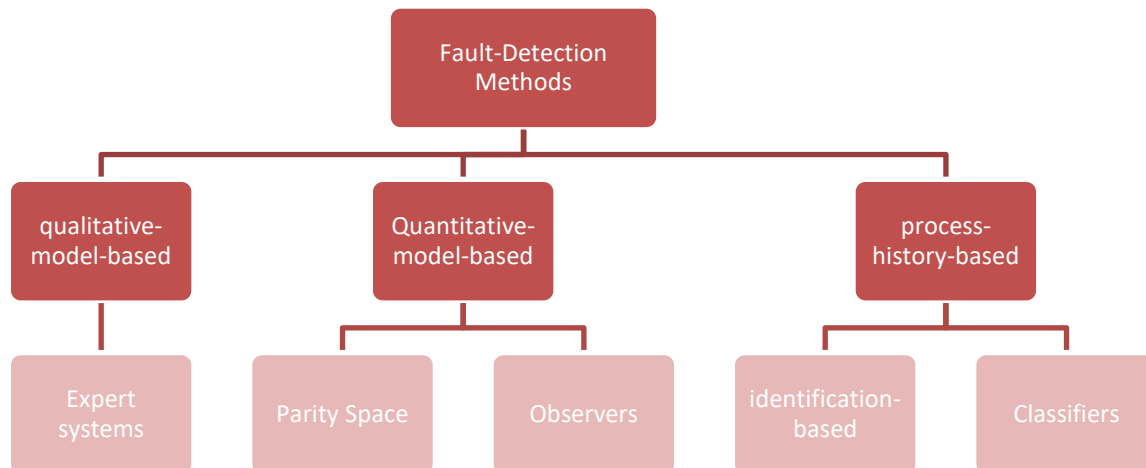 Fault-Detection
Methods
qualitative-
model-based
Quantitative-
model-based
process-
history-based
Expert
systems
Parity Space
Observers
identification-
based
Classifiers